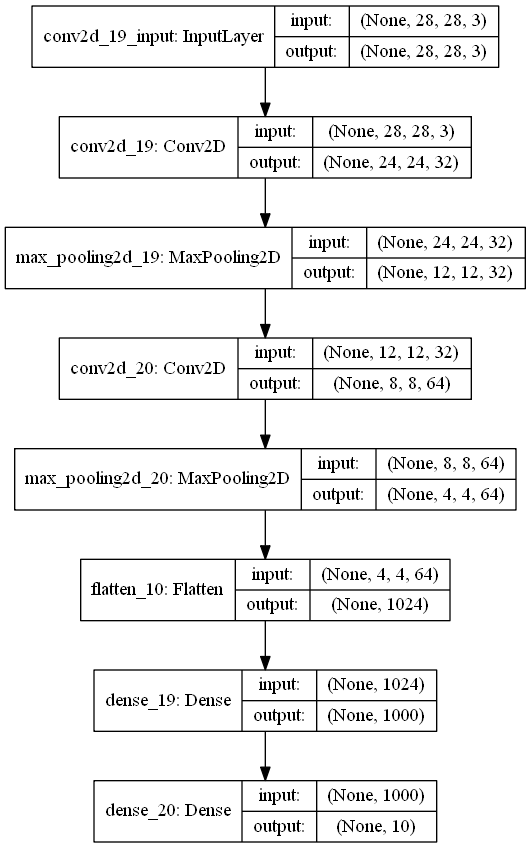 conv2d_19_input: InputLayer
input: (None, 28, 28, 3)
output: (None, 28, 28, 3)
conv2d_19: Conv2D
input: (None, 28, 28, 3)
output: (None, 24, 24, 32)
max_pooling2d_19: MaxPooling2D
input: (None, 24, 24, 32)
output: (None, 12, 12, 32)
conv2d_20: Conv2D
input: (None, 12, 12, 32)
output: (None, 8, 8, 64)
max_pooling2d_20: MaxPooling2D
input: (None, 8, 8, 64)
output: (None, 4, 4, 64)
flatten_10: Flatten
input: (None, 4, 4, 64)
output: (None, 1024)
dense_19: Dense
input: (None, 1024)
output: (None, 1000)
dense_20: Dense
input: (None, 1000)
output: (None, 10)